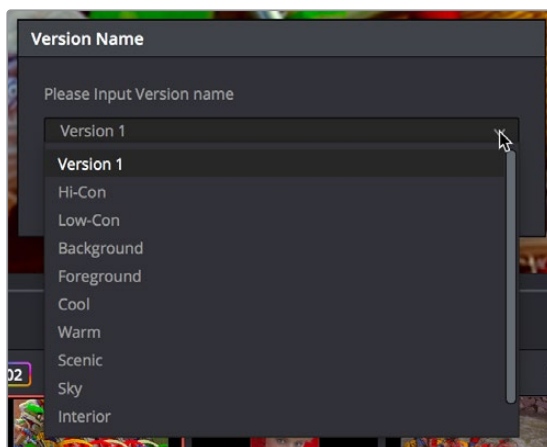 Version Name
Please Input Version name
Version 1
Version 1
Hi-Con
Low-Con
Background
Foreground
Cool
Warm
Scenic
02
Sky
Interior